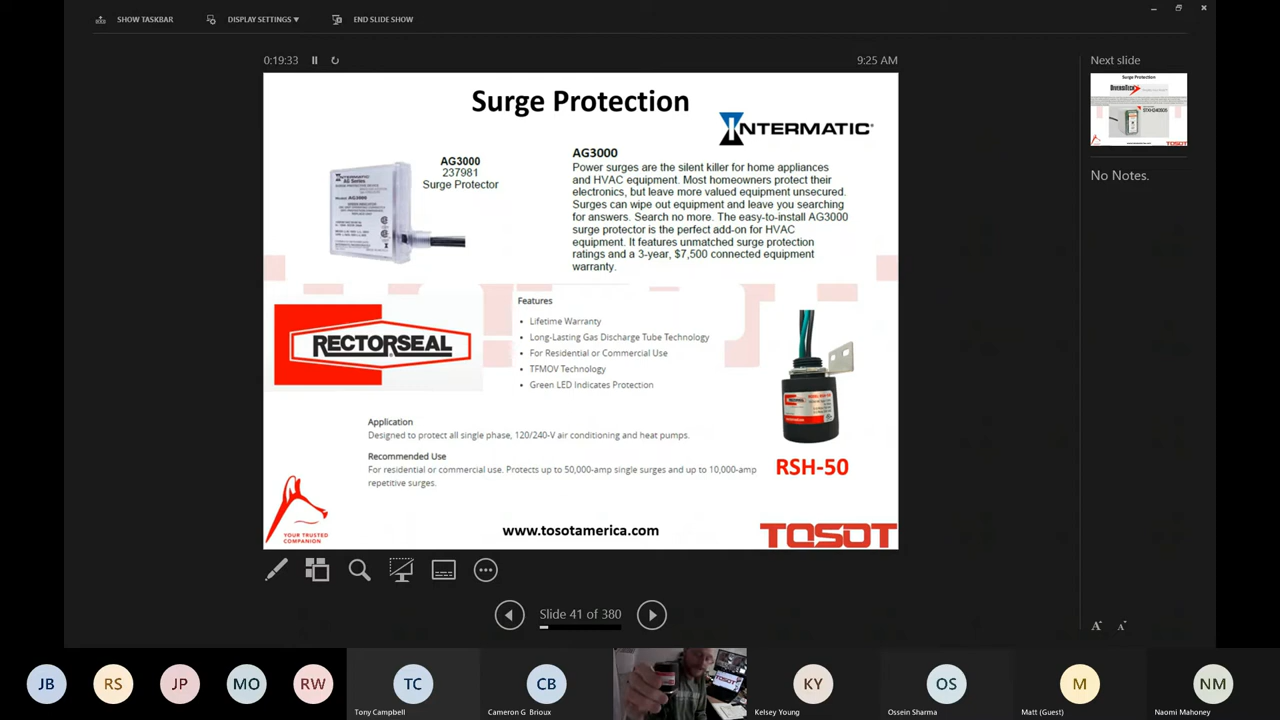 SHOW TASKBAR
DISPLAY SETTINGS ▼
END SLIDE SHOW
0:19:33
9:25 AM
Surge Protection
INTERMATIC
AG3000
237981
Surge Protector
INTERMATIC
AG Series
AG3000
AG3000
Power surges are the silent killer for home appliances
and HVAC equipment. Most homeowners protect their
electronics, but leave more valued equipment unsecured.
Surges can wipe out equipment and leave you searching
for answers. Search no more. The easy-to-install AG3000
surge protector is the perfect add-on for HVAC
equipment. It features unmatched surge protection
ratings and a 3-year, $7,500 connected equipment
warranty.
RECTORSEAL
Features
• Lifetime Warranty
• Long-Lasting Gas Discharge Tube Technology
• For Residential or Commercial Use
• TFMOV Technology
• Green LED Indicates Protection
Application
Designed to protect all single phase, 120/240-V air conditioning and heat pumps.
Recommended Use
For residential or commercial use. Protects up to 50,000-amp single surges and up to 10,000-amp
repetitive surges.
RSH-50
YOUR TRUSTED
COMPANION
www.tosotamerica.com
TOSOT
Slide 41 of 380
Next slide
Surge Protection
TOSOT
No Notes.
A A
JB
RS
JP
MO
RW
TC
Tony Campbell
CB
Cameron G Brioux
TOSOT
KY
Kelsey Young
OS
Ossein Sharma
M
Matt (Guest)
NM
Naomi Mahoney